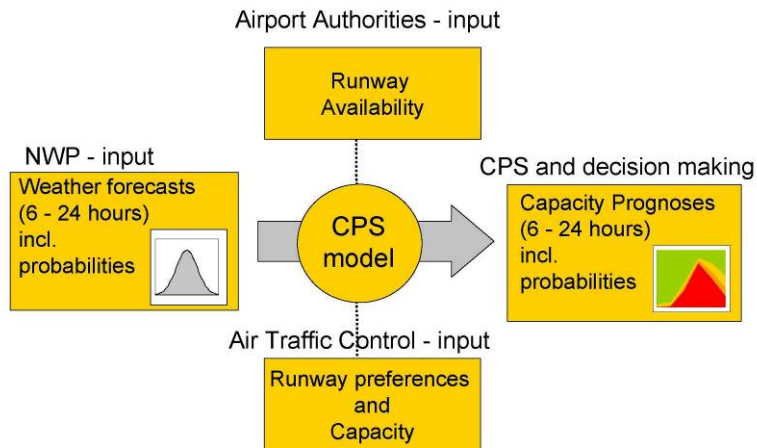 Airport Authorities - input
Runway
Availability
NWP - input
Weather forecasts
(6 - 24 hours)
incl.
probabilities
CPS
model
CPS and decision making
Capacity Prognoses
(6 - 24 hours)
incl.
probabilities
Air Traffic Control - input
Runway preferences
and
Capacity